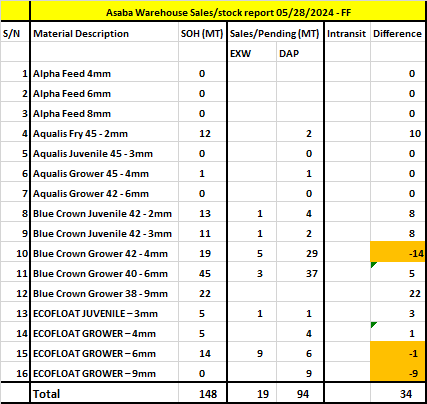 Asaba Warehouse Sales/stock report 05/28/2024 - FF
S/N Material Description SOH (MT) Sales/Pending (MT) Intransit Difference
EXW DAP
1 Alpha Feed 4mm 0 0
2 Alpha Feed 6mm 0 0
3 Alpha Feed 8mm 0 0
4 Aqualis Fry 45 - 2mm 12 2 10
5 Aqualis Juvenile 45 - 3mm 0 0 0
6 Aqualis Grower 45 - 4mm 1 1 0
7 Aqualis Grower 42 - 6mm 0 0 0
8 Blue Crown Juvenile 42 - 2mm 13 1 4 8
9 Blue Crown Juvenile 42 - 3mm 11 1 2 8
10 Blue Crown Grower 42 - 4mm 19 5 29 -14
11 Blue Crown Grower 40 - 6mm 45 3 37 5
12 Blue Crown Grower 38 - 9mm 22 22
13 ECOFLOAT JUVENILE – 3mm 5 1 1 3
14 ECOFLOAT GROWER – 4mm 5 4 1
15 ECOFLOAT GROWER – 6mm 14 9 6 -1
16 ECOFLOAT GROWER – 9mm 0 9 -9
Total 148 19 94 34